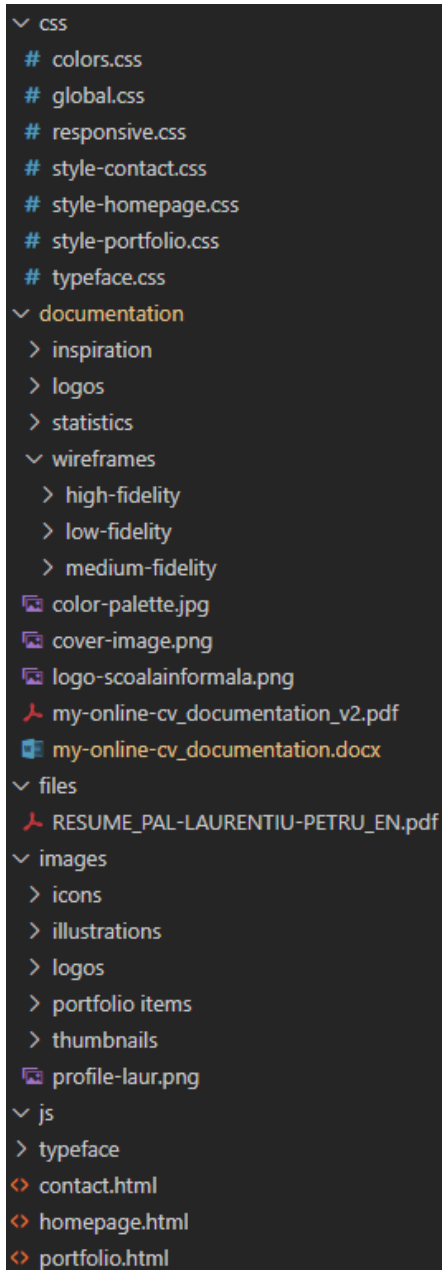 css
colors.css
global.css
responsive.css
style-contact.css
style-homepage.css
style-portfolio.css
typeface.css
documentation
inspiration
logos
statistics
wireframes
high-fidelity
low-fidelity
medium-fidelity
color-palette.jpg
cover-image.png
logo-scoalainformala.png
my-online-cv_documentation_v2.pdf
my-online-cv_documentation.docx
files
RESUME_PAL-LAURENTIU-PETRU_EN.pdf
images
icons
illustrations
logos
portfolio items
thumbnails
profile-laur.png
js
typeface
contact.html
homepage.html
portfolio.html